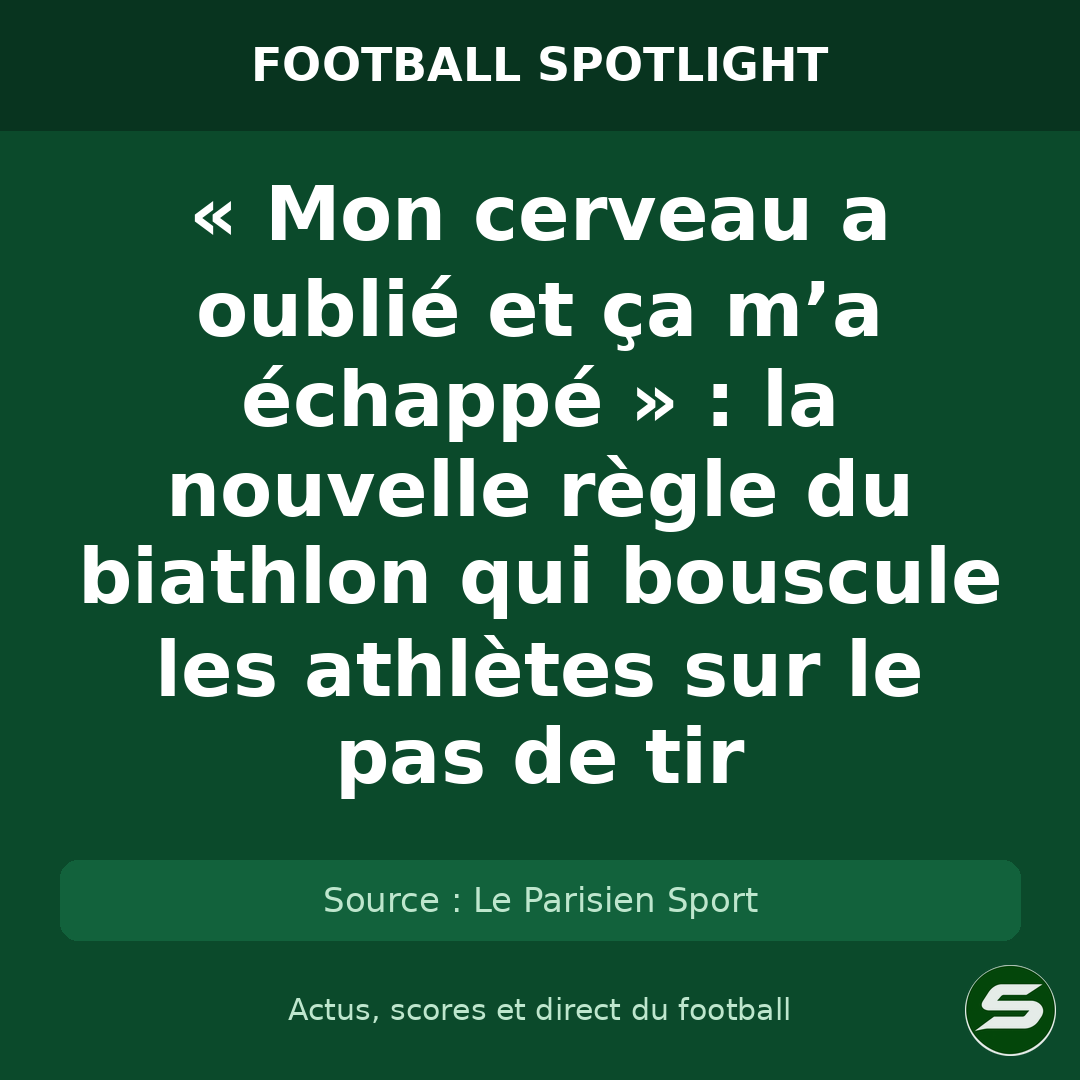 FOOTBALL SPOTLIGHT
« Mon cerveau a
oublié et ça m’a
échappé » : la
nouvelle règle du
biathlon qui bouscule
les athlètes sur le
pas de tir
Source : Le Parisien Sport
Actus, scores et direct du football